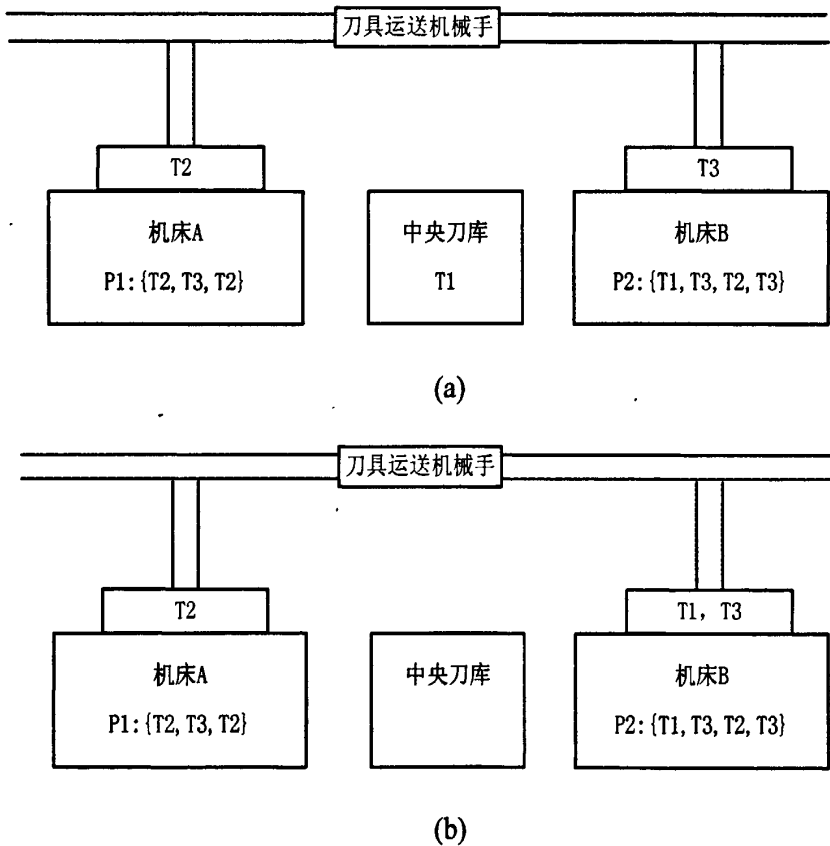 刀具运送机械手
T2
T3
机床A
中央刀库
机床B
P1:{T2,T3,T2}
T1
P2:{T1,T3,T2,T3}
(a)
刀具运送机械手
T2
T1, T3
机床A
中央刀库
机床B
P1:{T2,T3,T2}
P2:{T1,T3,T2,T3}
(b)